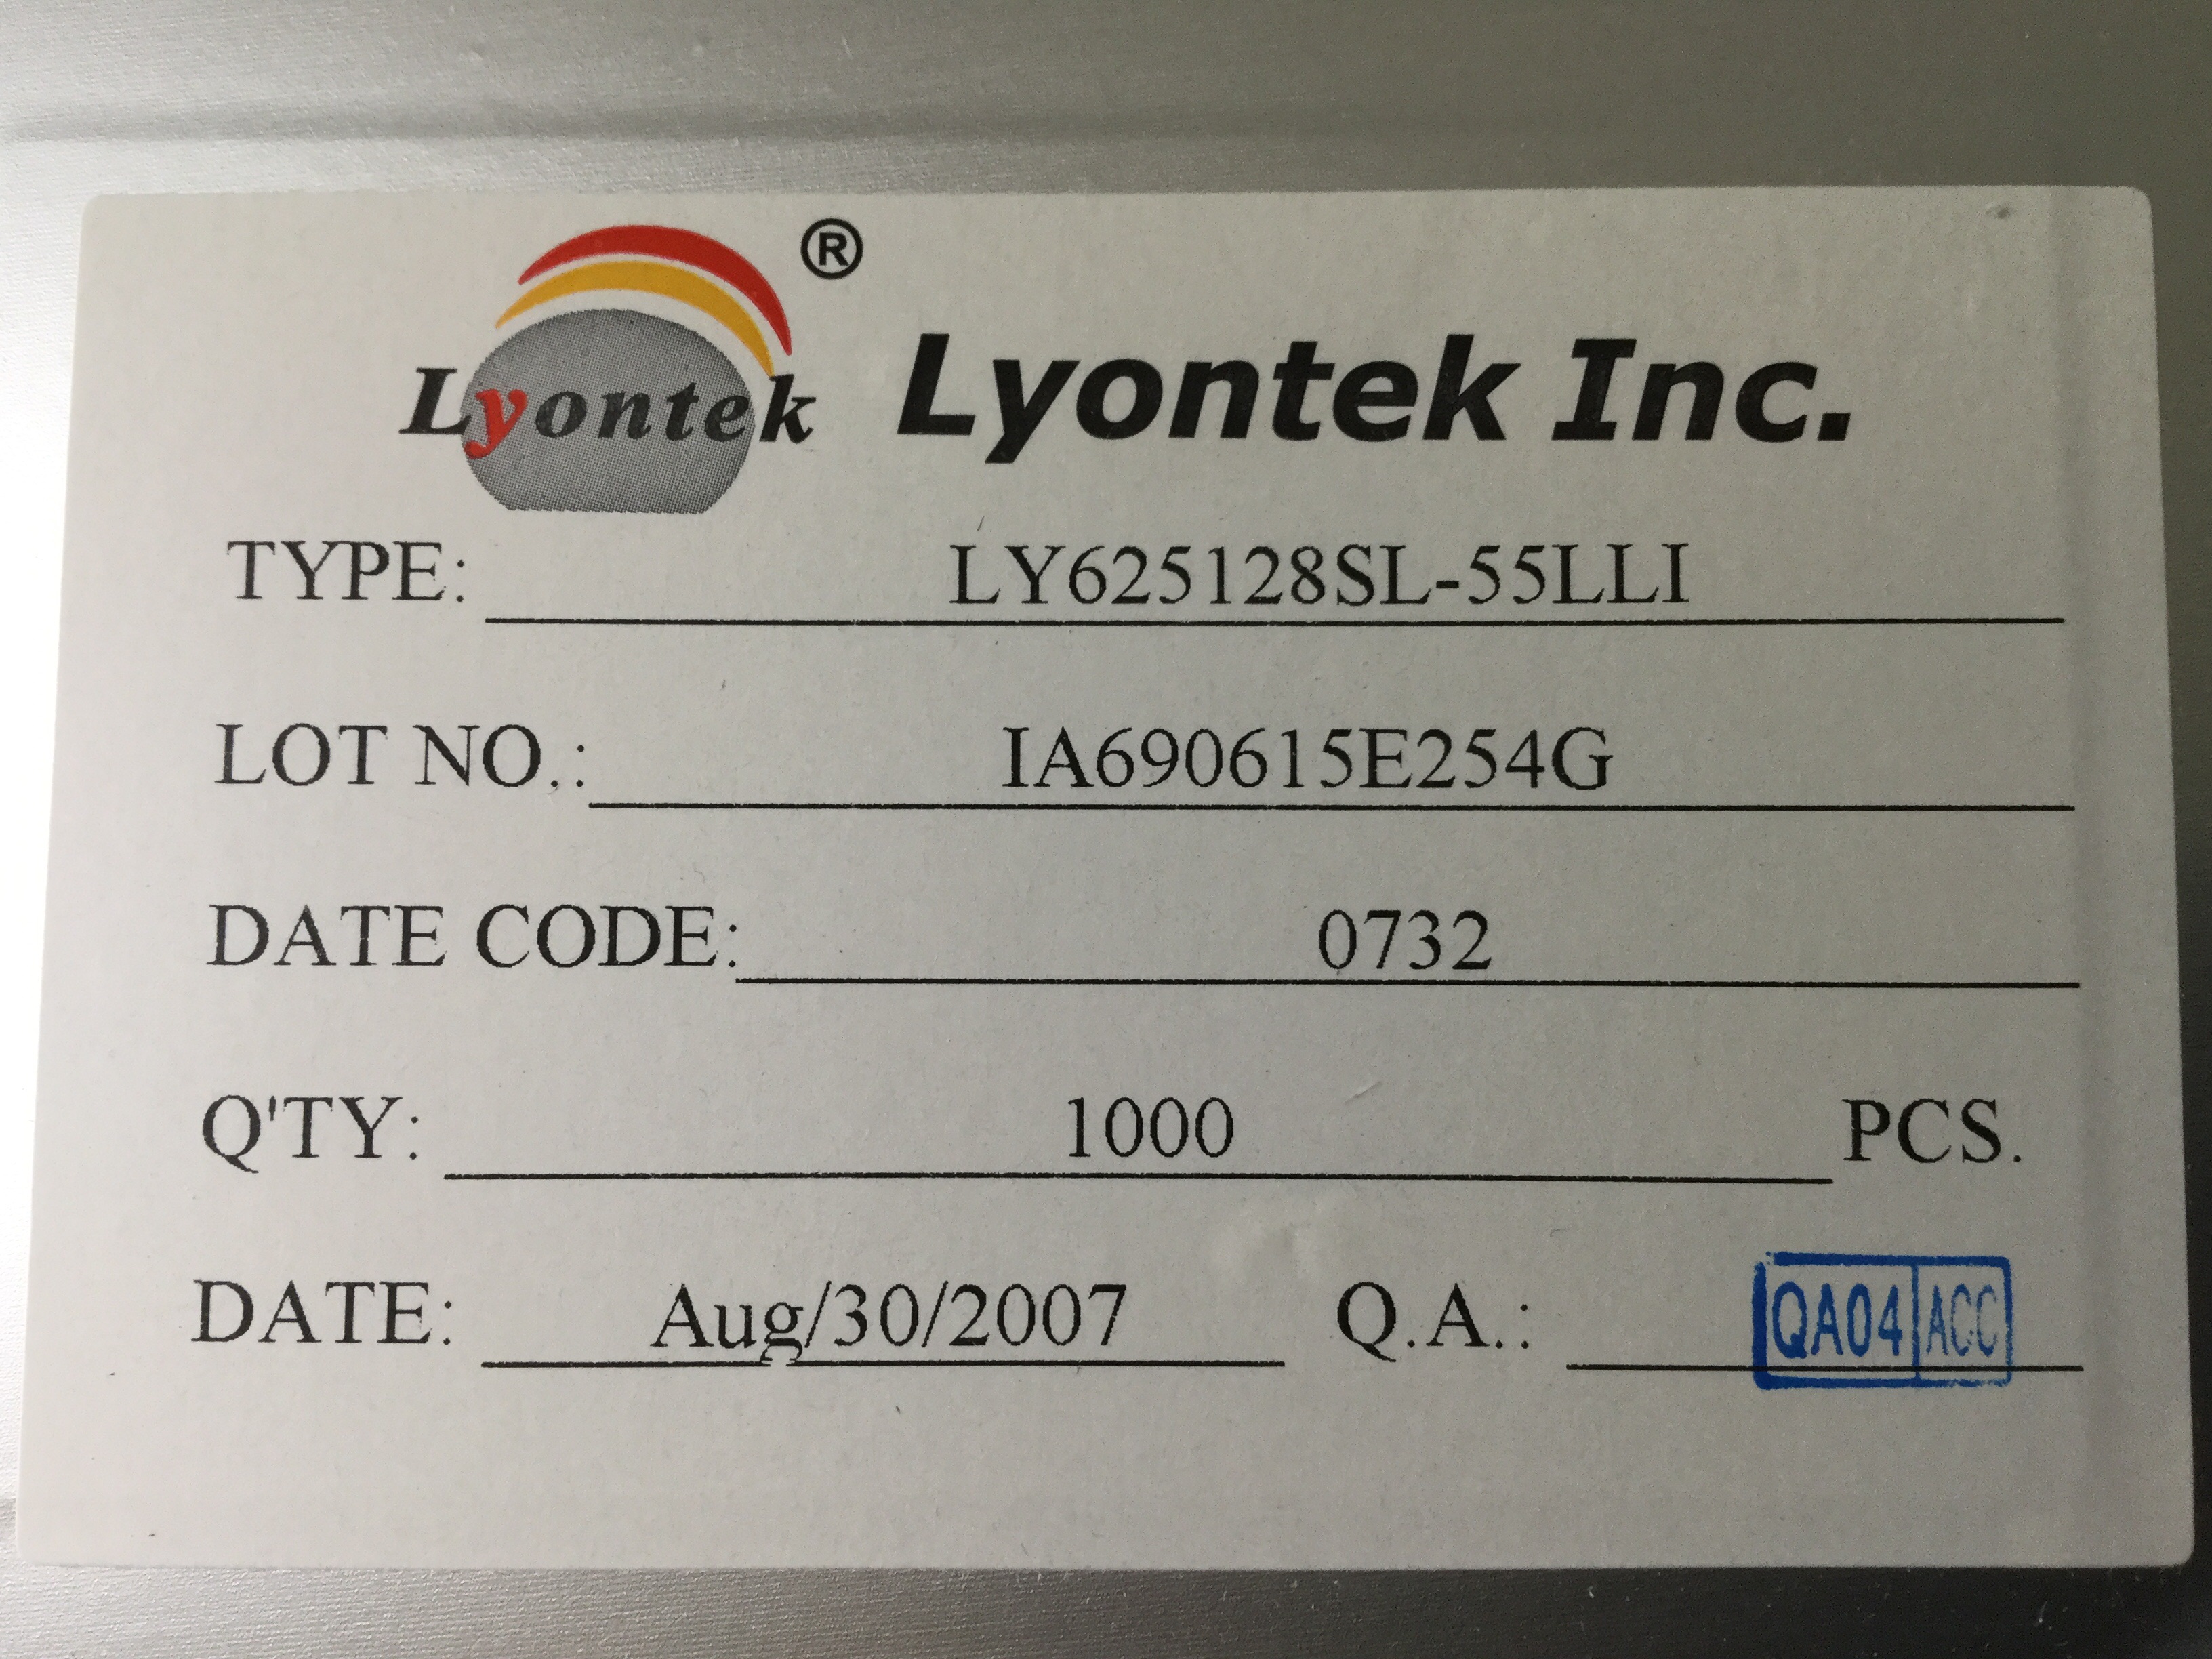 ®
Lyontek Lyontek Inc.
TYPE: LY625128SL-55LLI
LOT NO.: IA690615E254G
DATE CODE: 0732
Q'TY: 1000 PCS.
DATE: Aug/30/2007 Q.A.: QA04 ACC